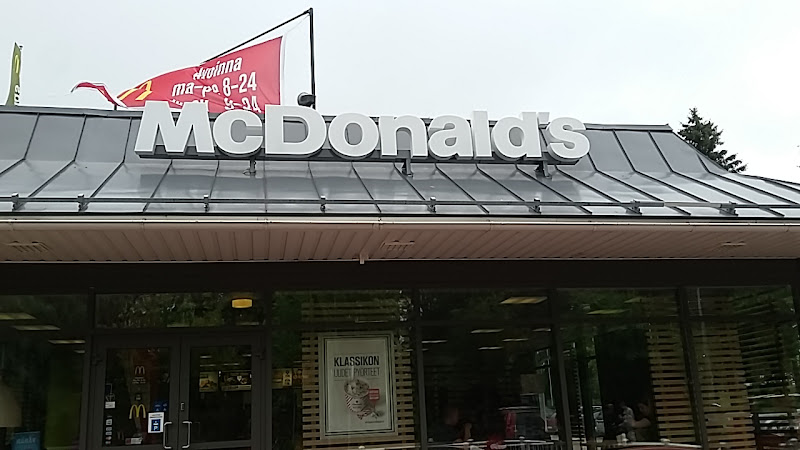 Avoinna
ma-pe 8-24
McDonald's
KLASSIKON
UUDET PYÖRTEET